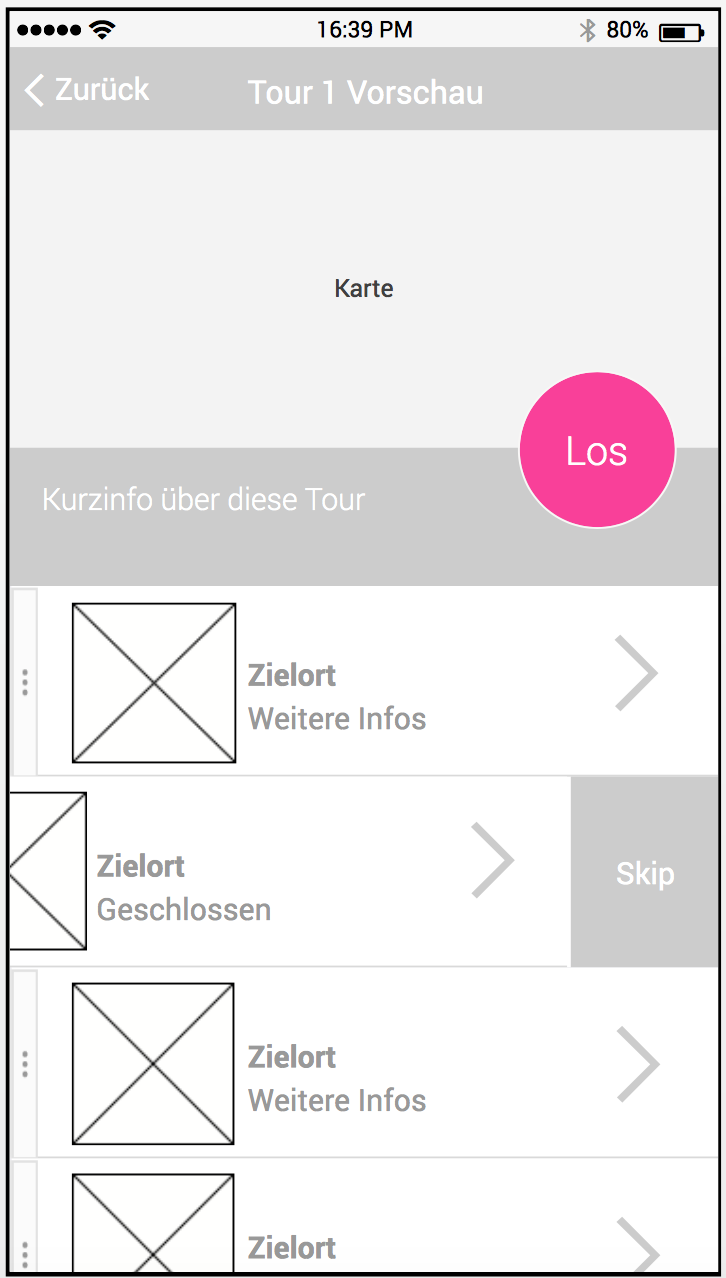 16:39 PM
80%
Zurück
Tour 1 Vorschau
Karte
Los
Kurzinfo über diese Tour
Zielort
Weitere Infos
Zielort
Geschlossen
Skip
Zielort
Weitere Infos
Zielort